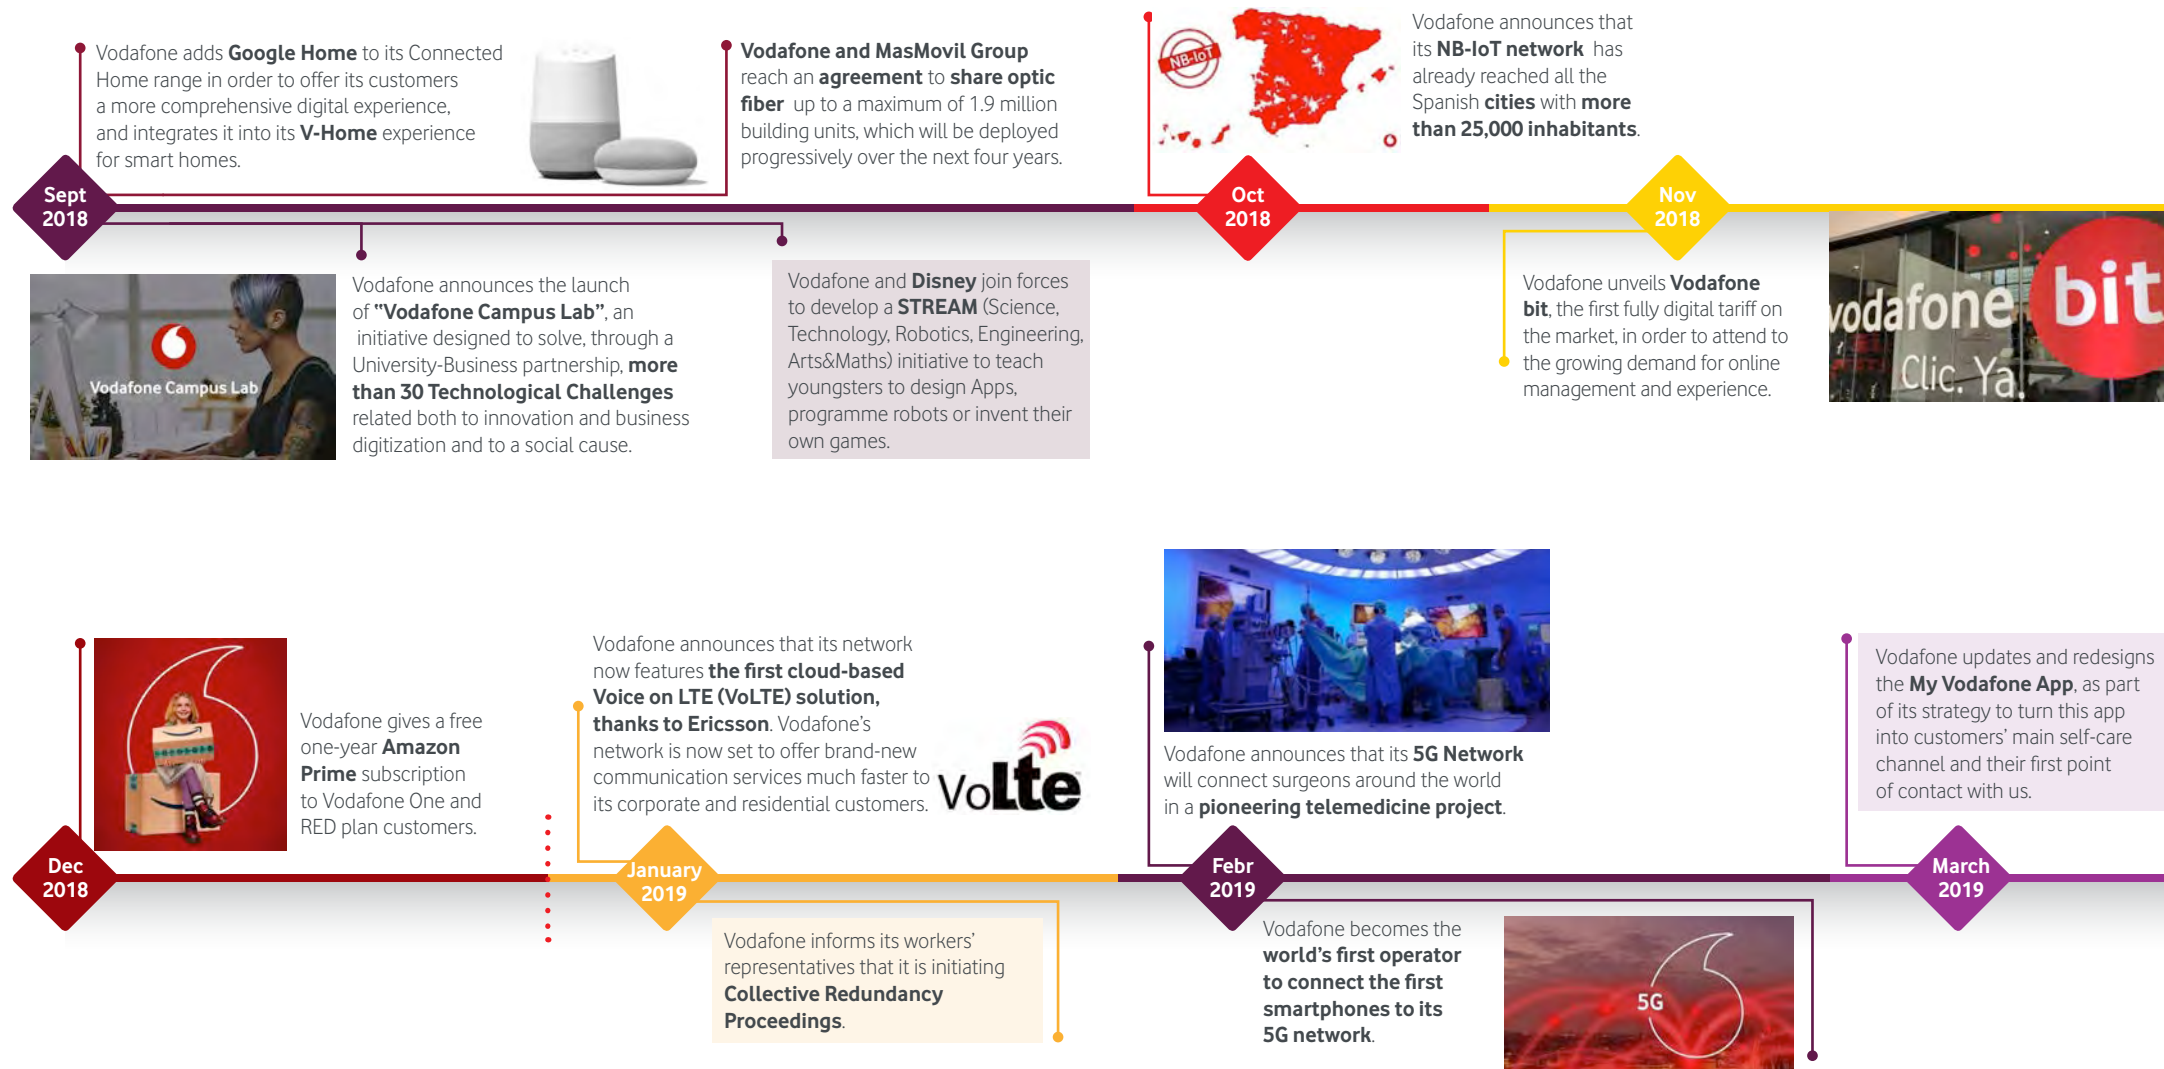 Vodafone adds Google Home to its Connected
Home range in order to offer its customers
a more comprehensive digital experience,
and integrates it into its V-Home experience
for smart homes.
Vodafone and MasMovil Group
reach an agreement to share optic
fiber up to a maximum of 1.9 million
building units, which will be deployed
progressively over the next four years.
NB-IoT
Vodafone announces that
its NB-IoT network has
already reached all the
Spanish cities with more
than 25,000 inhabitants.
Sept
2018
Oct
2018
Nov
2018
Vodafone Campus Lab
Vodafone announces the launch
of "Vodafone Campus Lab", an
initiative designed to solve, through a
University-Business partnership, more
than 30 Technological Challenges
related both to innovation and business
digitization and to a social cause.
Vodafone and Disney join forces
to develop a STREAM (Science,
Technology, Robotics, Engineering,
Arts&Maths) initiative to teach
youngsters to design Apps,
programme robots or invent their
own games.
Vodafone unveils Vodafone
bit, the first fully digital tariff on
the market, in order to attend to
the growing demand for online
management and experience.
vodafone bit
Clic. Ya.
Vodafone gives a free
one-year Amazon
Prime subscription
to Vodafone One and
RED plan customers.
Vodafone announces that its network
now features the first cloud-based
Voice on LTE (VoLTE) solution,
thanks to Ericsson. Vodafone's
network is now set to offer brand-new
communication services much faster to
its corporate and residential customers.
VoLte
Vodafone announces that its 5G Network
will connect surgeons around the world
in a pioneering telemedicine project.
Vodafone updates and redesigns
the My Vodafone App, as part
of its strategy to turn this app
into customers' main self-care
channel and their first point
of contact with us.
Dec
2018
January
2019
Febr
2019
March
2019
Vodafone informs its workers'
representatives that it is initiating
Collective Redundancy
Proceedings.
Vodafone becomes the
world's first operator
to connect the first
smartphones to its
5G network.
5G